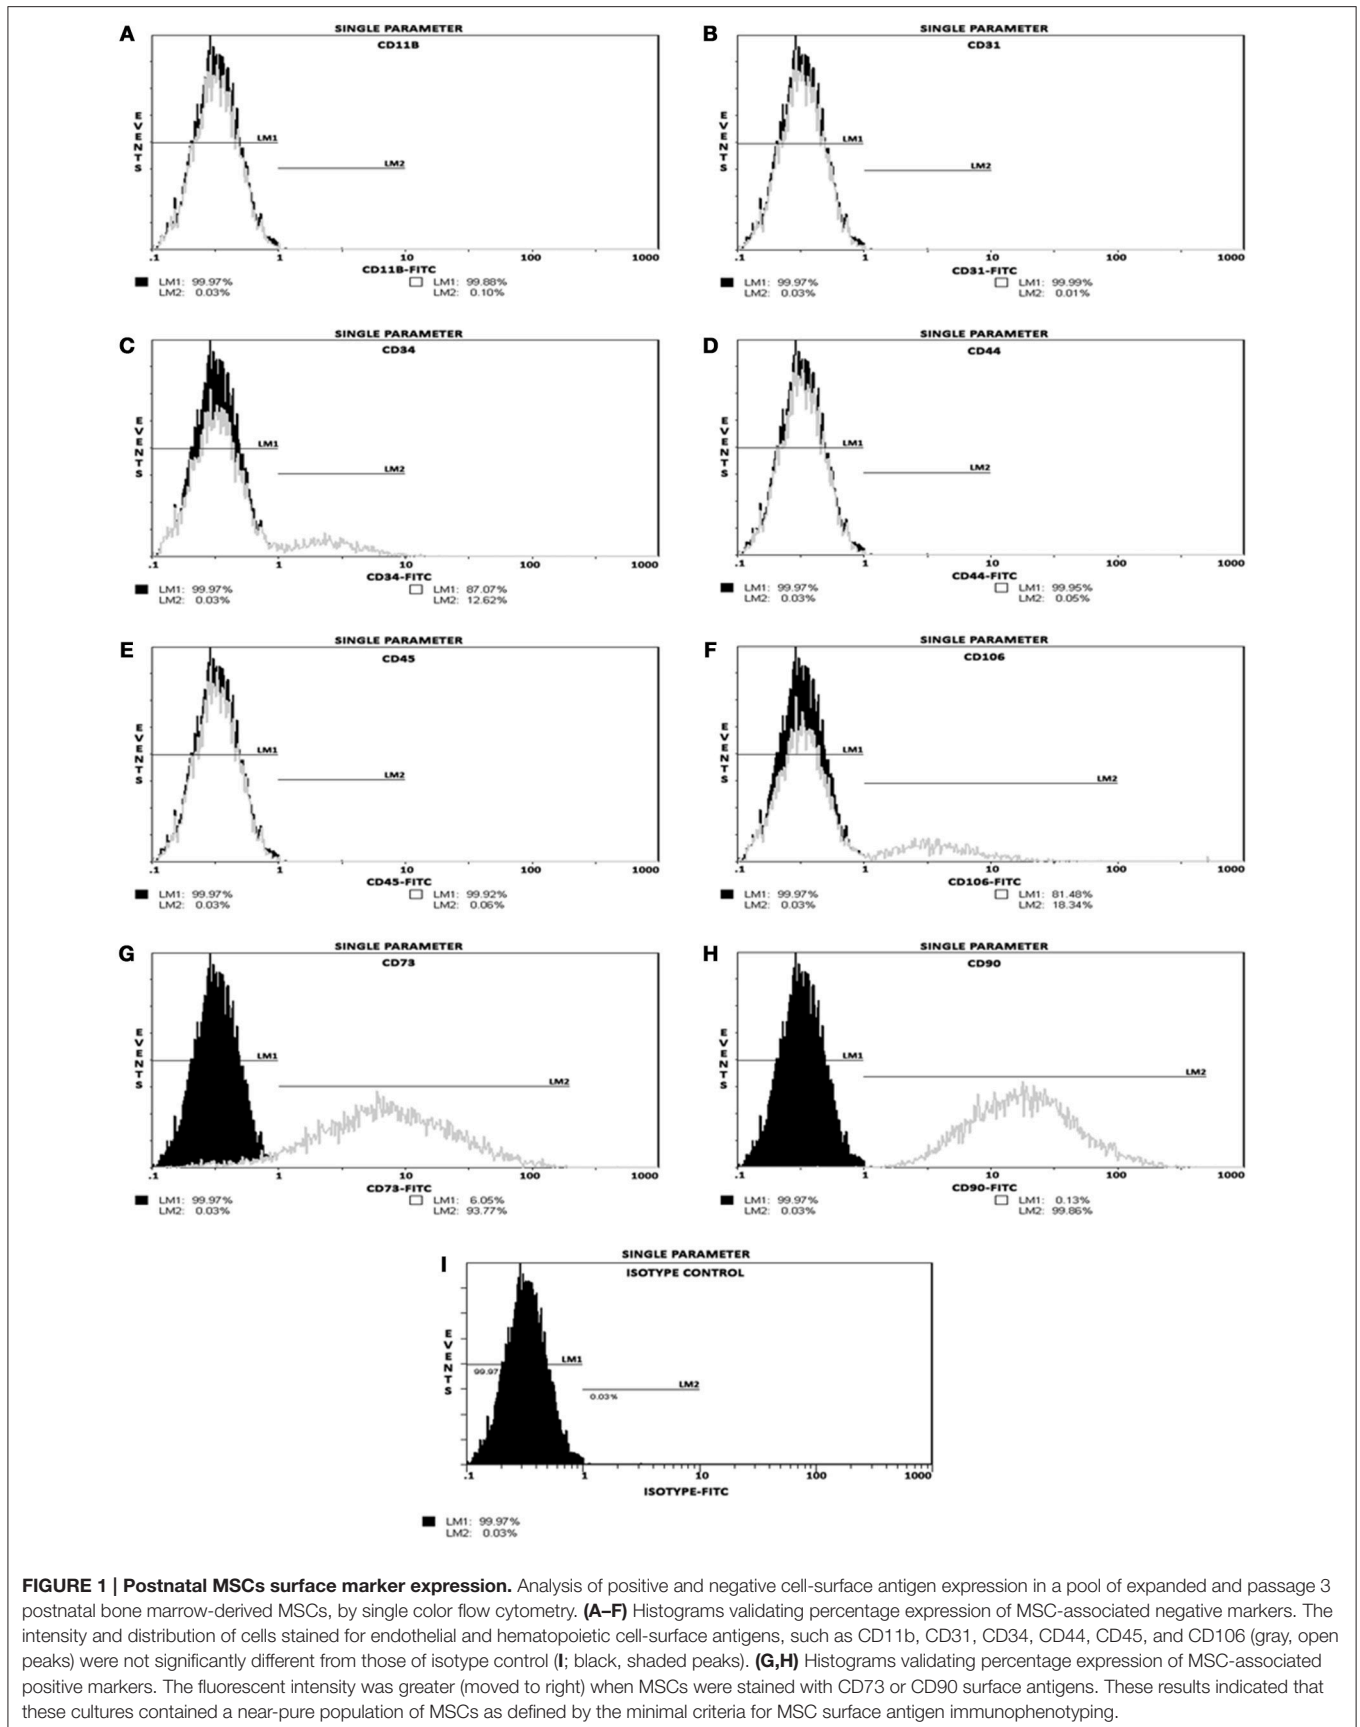 A
SINGLE PARAMETER
CD11B
EVENTS
LM1
LM2
.1 1 10 100 1000
CD11B-FITC
LM1: 99.97% LM1: 99.88%
LM2: 0.03% LM2: 0.10%
B
SINGLE PARAMETER
CD31
EVENTS
LM1
LM2
.1 1 10 100 1000
CD31-FITC
LM1: 99.97% LM1: 99.99%
LM2: 0.03% LM2: 0.01%
C
SINGLE PARAMETER
CD34
EVENTS
LM1
LM2
.1 1 10 100 1000
CD34-FITC
LM1: 99.97% LM1: 87.07%
LM2: 0.03% LM2: 12.62%
D
SINGLE PARAMETER
CD44
EVENTS
LM1
LM2
.1 1 10 100 1000
CD44-FITC
LM1: 99.97% LM1: 99.95%
LM2: 0.03% LM2: 0.05%
E
SINGLE PARAMETER
CD45
EVENTS
LM1
LM2
.1 1 10 100 1000
CD45-FITC
LM1: 99.97% LM1: 99.92%
LM2: 0.03% LM2: 0.06%
F
SINGLE PARAMETER
CD106
EVENTS
LM1
LM2
.1 1 10 100 1000
CD106-FITC
LM1: 99.97% LM1: 81.48%
LM2: 0.03% LM2: 18.34%
G
SINGLE PARAMETER
CD73
EVENTS
LM1
LM2
.1 1 10 100 1000
CD73-FITC
LM1: 99.97% LM1: 6.05%
LM2: 0.03% LM2: 93.77%
H
SINGLE PARAMETER
CD90
EVENTS
LM1
LM2
.1 1 10 100 1000
CD90-FITC
LM1: 99.97% LM1: 0.13%
LM2: 0.03% LM2: 99.86%
I
SINGLE PARAMETER
ISOTYPE CONTROL
EVENTS
LM1
99.97
LM2
0.03%
.1 1 10 100 1000
ISOTYPE-FITC
LM1: 99.97%
LM2: 0.03%
FIGURE 1 | Postnatal MSCs surface marker expression. Analysis of positive and negative cell-surface antigen expression in a pool of expanded and passage 3
postnatal bone marrow-derived MSCs, by single color flow cytometry. (A–F) Histograms validating percentage expression of MSC-associated negative markers. The
intensity and distribution of cells stained for endothelial and hematopoietic cell-surface antigens, such as CD11b, CD31, CD34, CD44, CD45, and CD106 (gray, open
peaks) were not significantly different from those of isotype control (I; black, shaded peaks). (G,H) Histograms validating percentage expression of MSC-associated
positive markers. The fluorescent intensity was greater (moved to right) when MSCs were stained with CD73 or CD90 surface antigens. These results indicated that
these cultures contained a near-pure population of MSCs as defined by the minimal criteria for MSC surface antigen immunophenotyping.